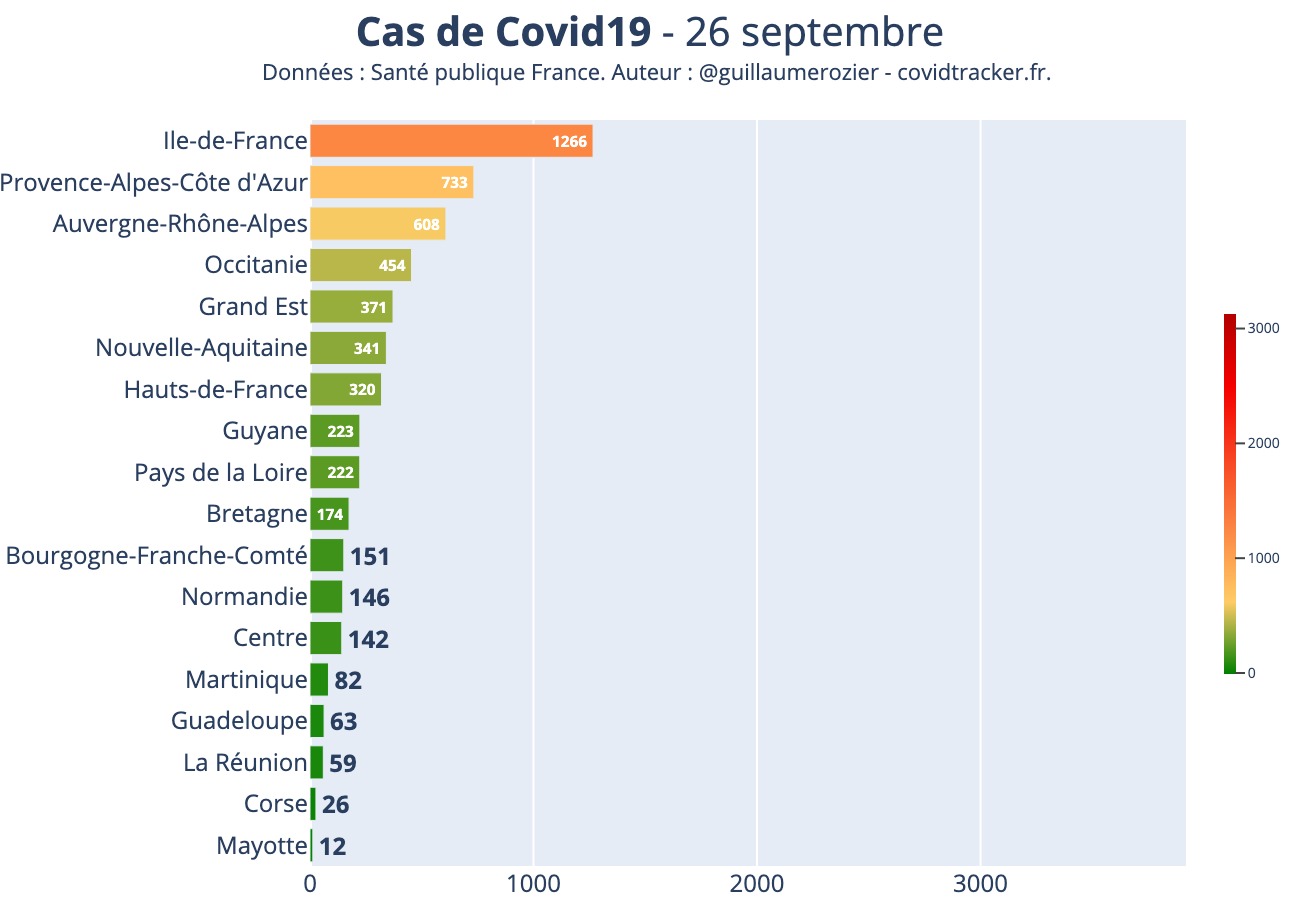 Cas de Covid19 - 26 septembre
Données : Santé publique France. Auteur : @guillaumerozier - covidtracker.fr.
Ile-de-France 1266
Provence-Alpes-Côte d'Azur 733
Auvergne-Rhône-Alpes 608
Occitanie 454
Grand Est 371
Nouvelle-Aquitaine 341
Hauts-de-France 320
Guyane 223
Pays de la Loire 222
Bretagne 174
Bourgogne-Franche-Comté 151
Normandie 146
Centre 142
Martinique 82
Guadeloupe 63
La Réunion 59
Corse 26
Mayotte 12
0 1000 2000 3000
3000
2000
1000
0